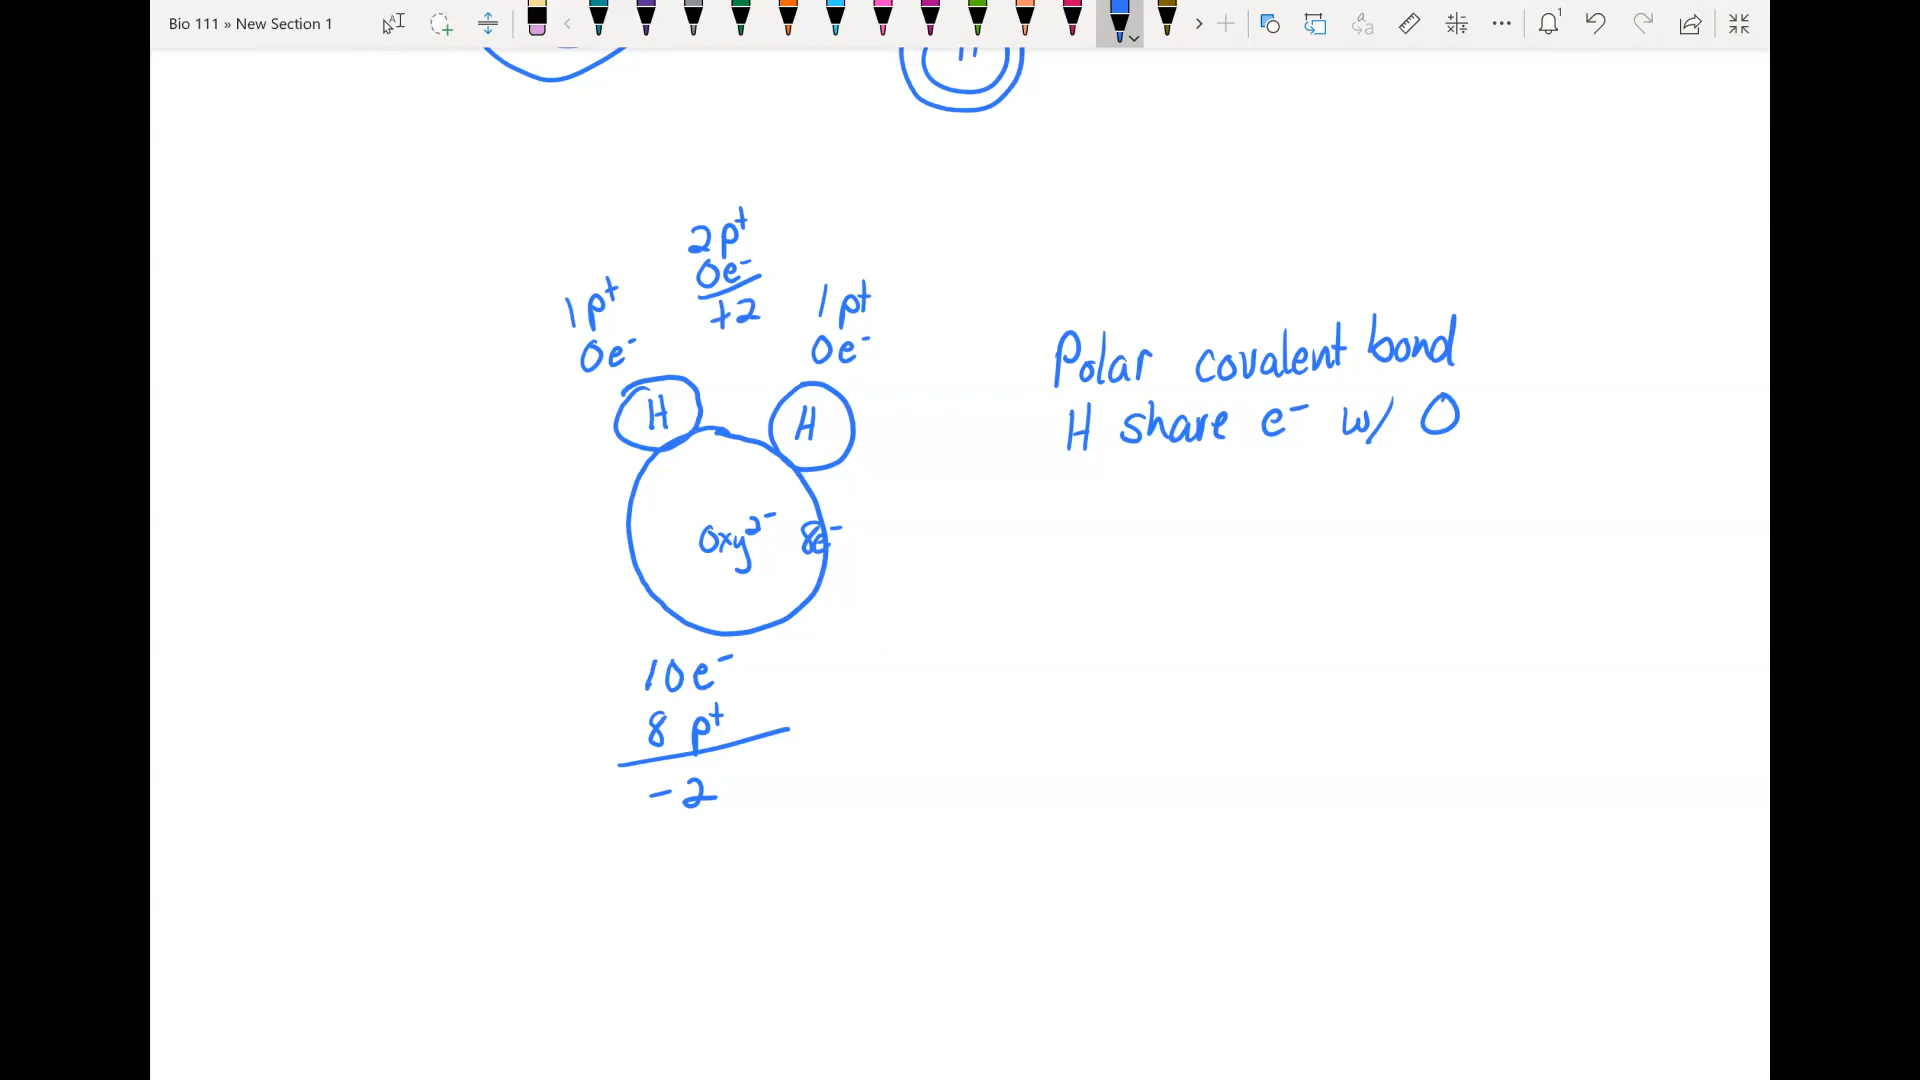 Bio 111 » New Section 1
2p⁺
0e⁻
+2
1p⁺
0e⁻
1p⁺
0e⁻
H
H
Oxy²⁻ 8e⁻
10e⁻
8 p⁺
-2
Polar covalent bond
H share e⁻ w/ O